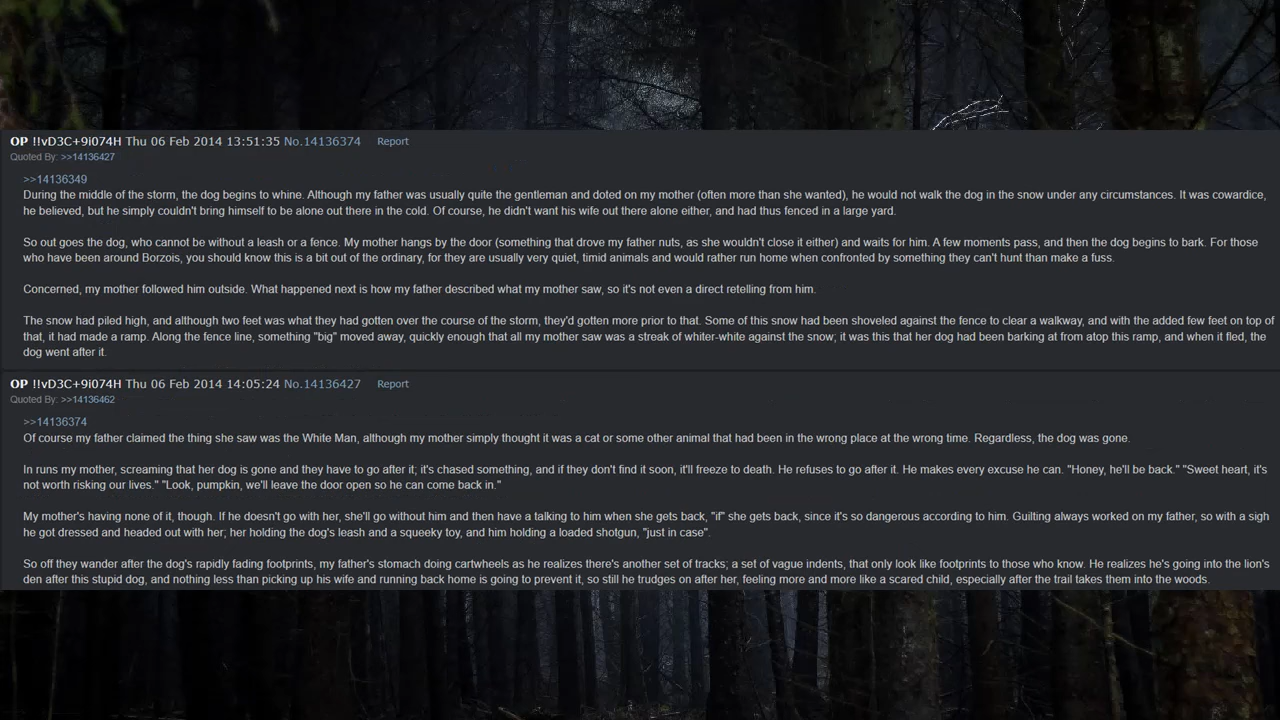 OP !!vD3C+9i074H Thu 06 Feb 2014 13:51:35 No.14136374 Report
Quoted By: >>14136427
>>14136349
During the middle of the storm, the dog begins to whine. Although my father was usually quite the gentleman and doted on my mother (often more than she wanted), he would not walk the dog in the snow under any circumstances. It was cowardice,
he believed, but he simply couldn't bring himself to be alone out there in the cold. Of course, he didn't want his wife out there alone either, and had thus fenced in a large yard.
So out goes the dog, who cannot be without a leash or a fence. My mother hangs by the door (something that drove my father nuts, as she wouldn't close it either) and waits for him. A few moments pass, and then the dog begins to bark. For those
who have been around Borzois, you should know this is a bit out of the ordinary, for they are usually very quiet, timid animals and would rather run home when confronted by something they can't hunt than make a fuss.
Concerned, my mother followed him outside. What happened next is how my father described what my mother saw, so it's not even a direct retelling from him.
The snow had piled high, and although two feet was what they had gotten over the course of the storm, they'd gotten more prior to that. Some of this snow had been shoveled against the fence to clear a walkway, and with the added few feet on top of
that, it had made a ramp. Along the fence line, something "big" moved away, quickly enough that all my mother saw was a streak of whiter-white against the snow; it was this that her dog had been barking at from atop this ramp, and when it fled, the
dog went after it.
OP !!vD3C+9i074H Thu 06 Feb 2014 14:05:24 No.14136427 Report
Quoted By: >>14136462
>>14136374
Of course my father claimed the thing she saw was the White Man, although my mother simply thought it was a cat or some other animal that had been in the wrong place at the wrong time. Regardless, the dog was gone.
In runs my mother, screaming that her dog is gone and they have to go after it; it's chased something, and if they don't find it soon, it'll freeze to death. He refuses to go after it. He makes every excuse he can. "Honey, he'll be back." "Sweet heart, it's
not worth risking our lives." "Look, pumpkin, we'll leave the door open so he can come back in."
My mother's having none of it, though. If he doesn't go with her, she'll go without him and then have a talking to him when she gets back, "if" she gets back, since it's so dangerous according to him. Guilting always worked on my father, so with a sigh
he got dressed and headed out with her; her holding the dog's leash and a squeeky toy, and him holding a loaded shotgun, "just in case".
So off they wander after the dog's rapidly fading footprints, my father's stomach doing cartwheels as he realizes there's another set of tracks; a set of vague indents, that only look like footprints to those who know. He realizes he's going into the lion's
den after this stupid dog, and nothing less than picking up his wife and running back home is going to prevent it, so still he trudges on after her, feeling more and more like a scared child, especially after the trail takes them into the woods.